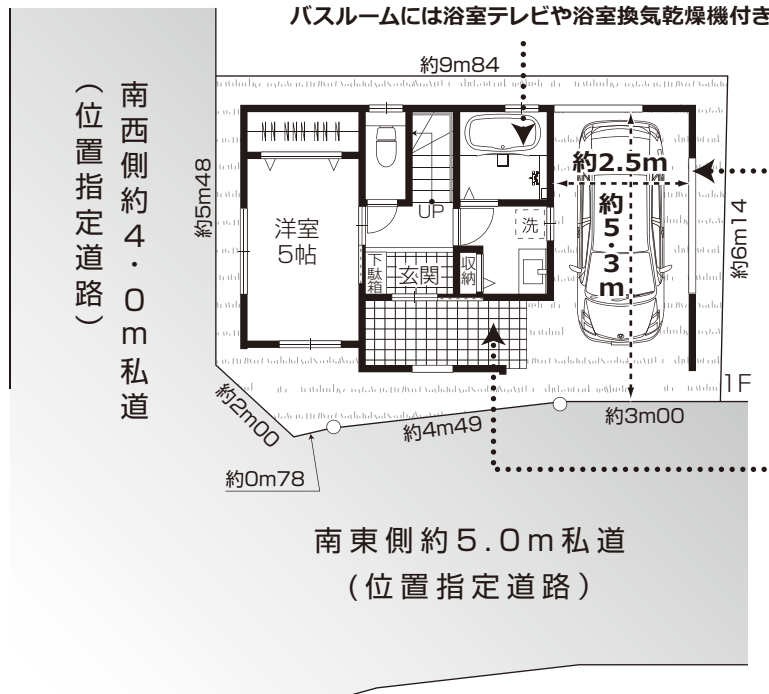 バスルームには浴室テレビや浴室換気乾燥機付き
約9m84
南西側約4・0m私道
(位置指定道路)
約5m48
約2.5m
約5・3m
約6m14
UP
洋室
5帖
洗
下駄箱
玄関
収納
1F
約2m00
約4m49
約3m00
約0m78
南東側約5.0m私道
(位置指定道路)